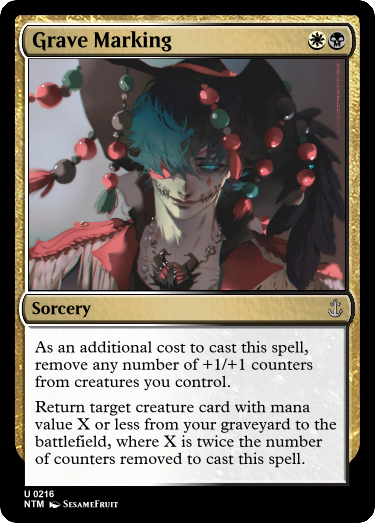 Grave Marking
Sorcery
As an additional cost to cast this spell,
remove any number of +1/+1 counters
from creatures you control.
Return target creature card with mana
value X or less from your graveyard to the
battlefield, where X is twice the number
of counters removed to cast this spell.
U 0216
NTM SesameFruit